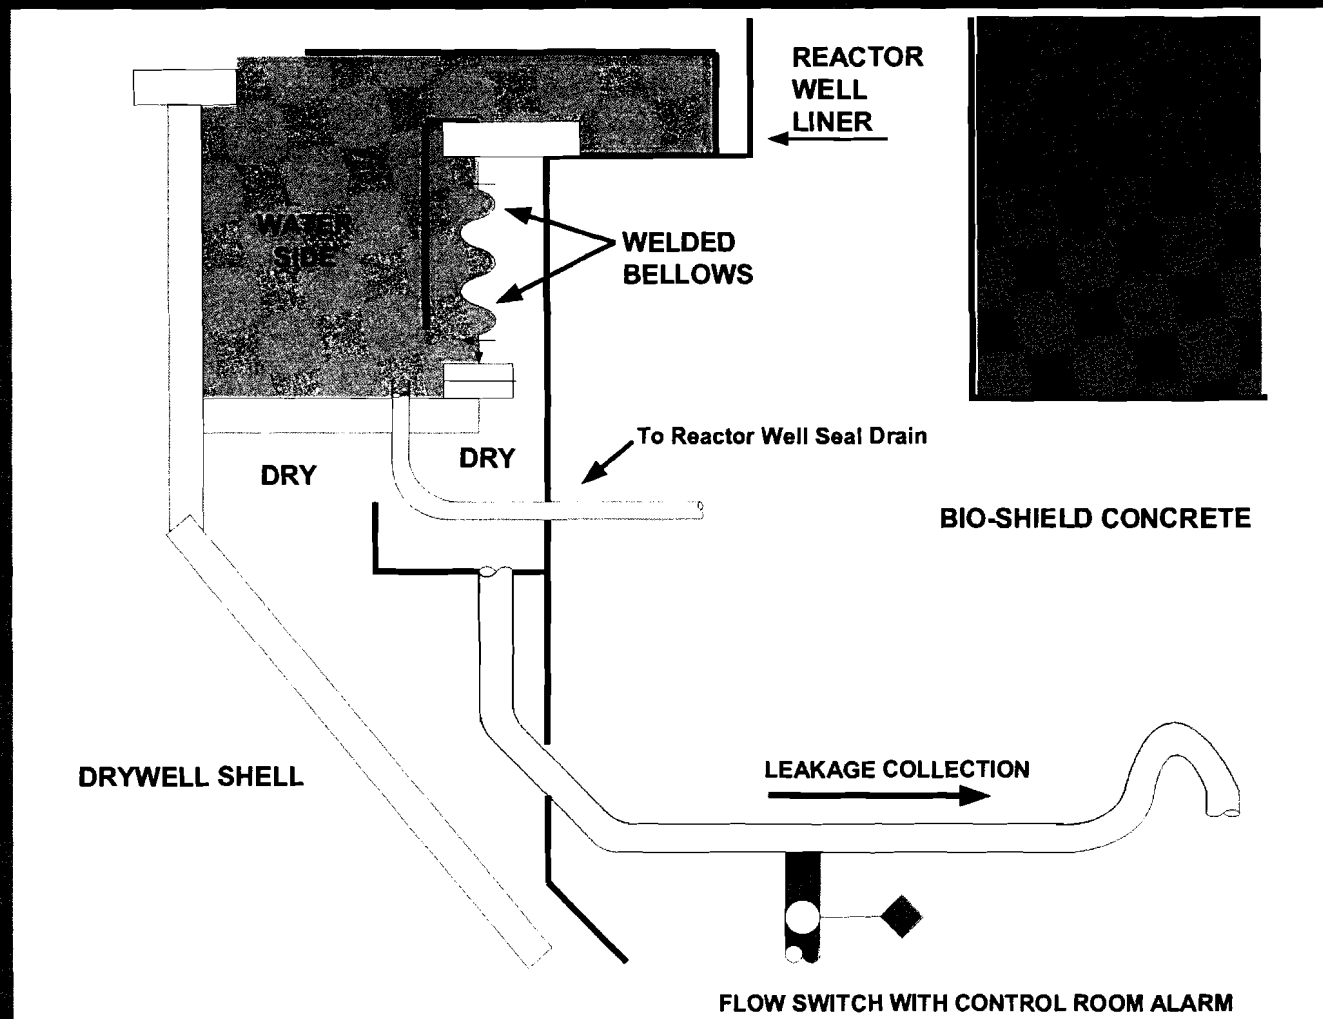 REACTOR
WELL
LINER
WATER
SIDE
WELDED
BELLOWS
To Reactor Well Seal Drain
DRY
DRY
BIO-SHIELD CONCRETE
DRYWELL SHELL
LEAKAGE COLLECTION
FLOW SWITCH WITH CONTROL ROOM ALARM